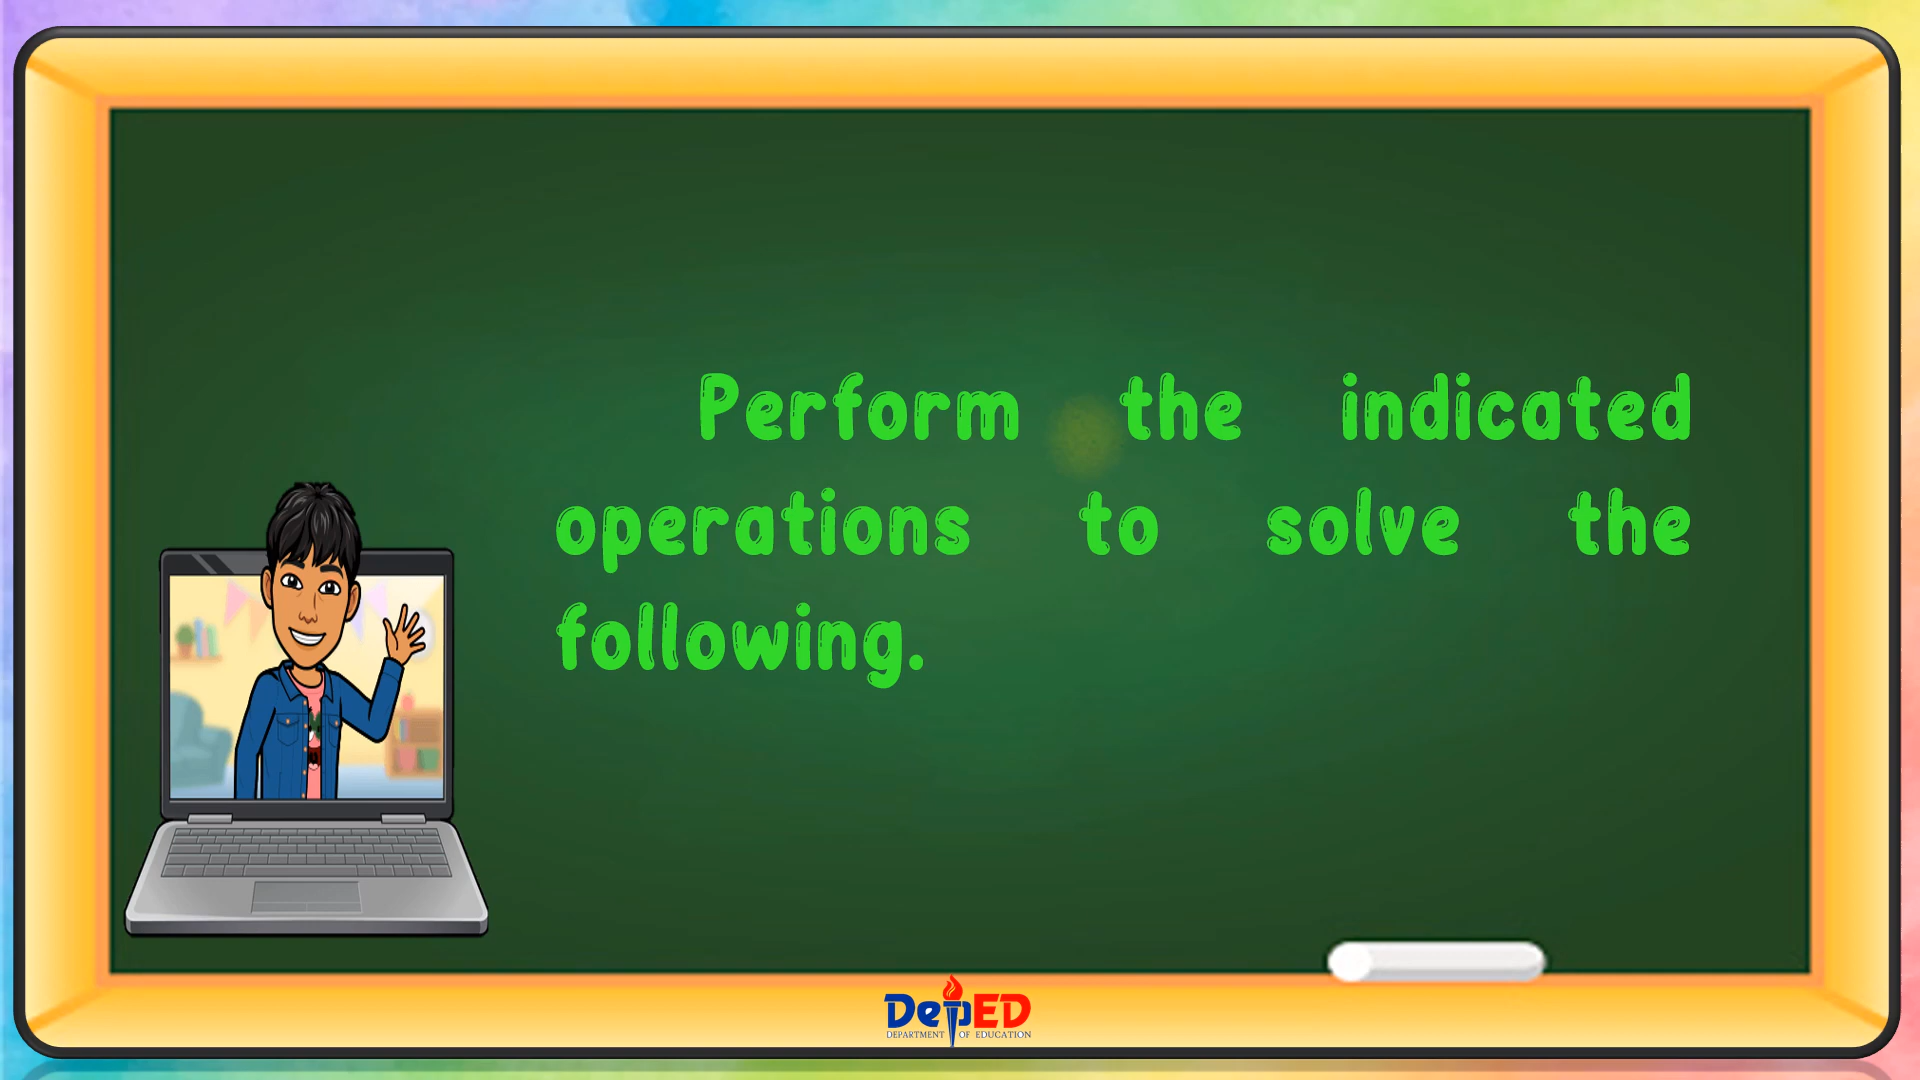 Perform the indicated
operations to solve the
following.
DepED
DEPARTMENT OF EDUCATION